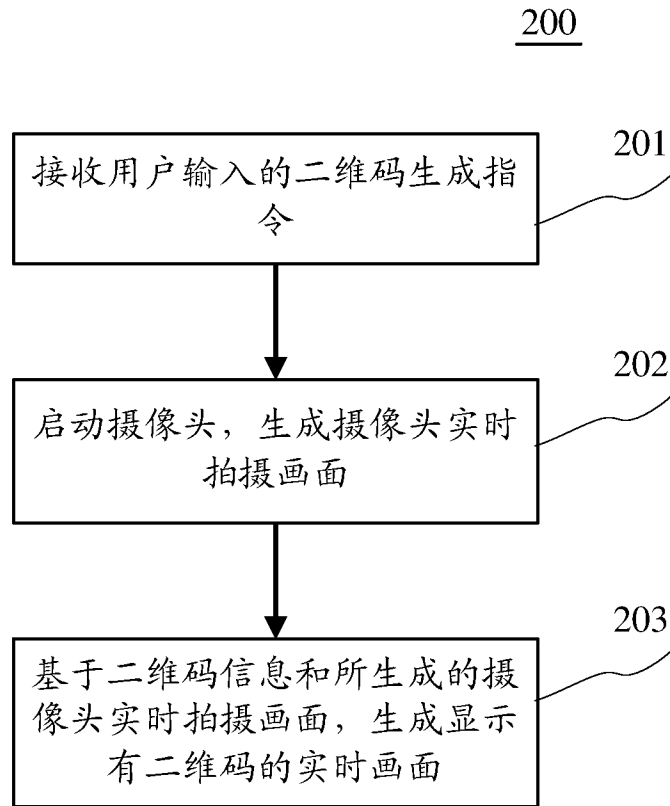 200
201
接收用户输入的二维码生成指
令
202
启动摄像头，生成摄像头实时
拍摄画面
203
基于二维码信息和所生成的摄
像头实时拍摄画面，生成显示
有二维码的实时画面